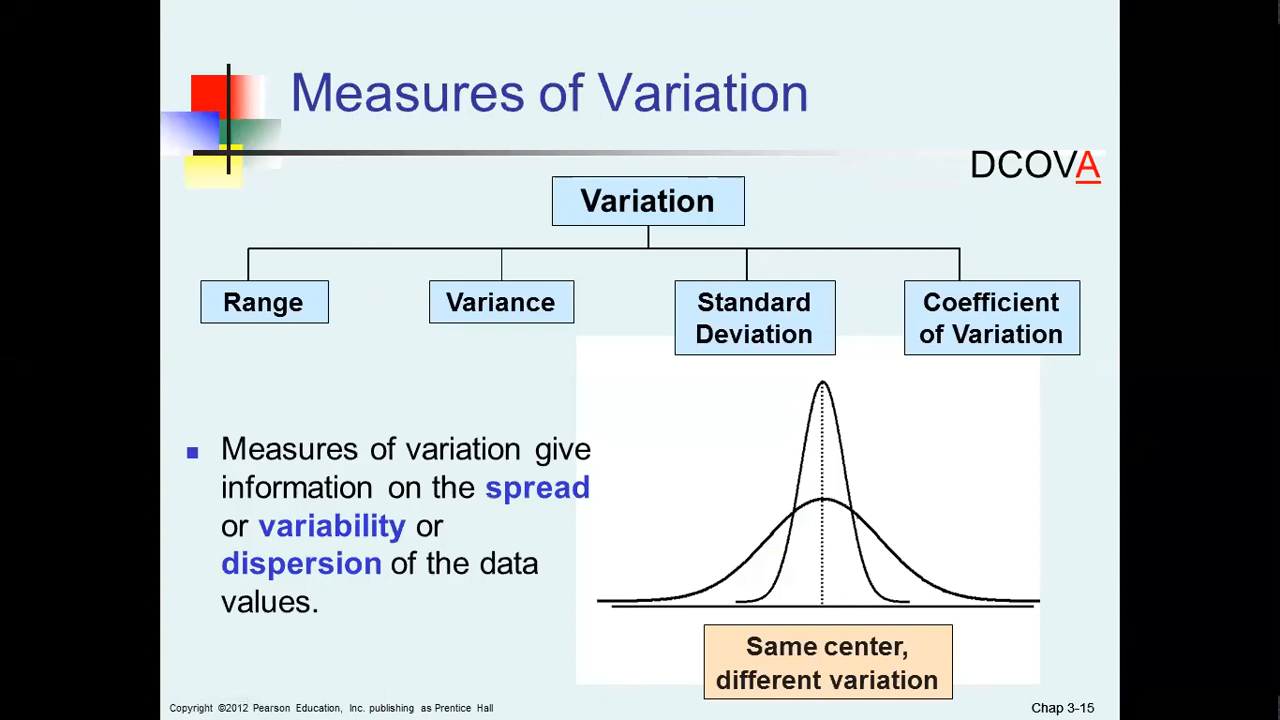 Measures of Variation
DCOVA
Variation
Range
Variance
Standard
Deviation
Coefficient
of Variation
Measures of variation give
information on the spread
or variability or
dispersion of the data
values.
Same center,
different variation
Copyright ©2012 Pearson Education, Inc. publishing as Prentice Hall
Chap 3-15